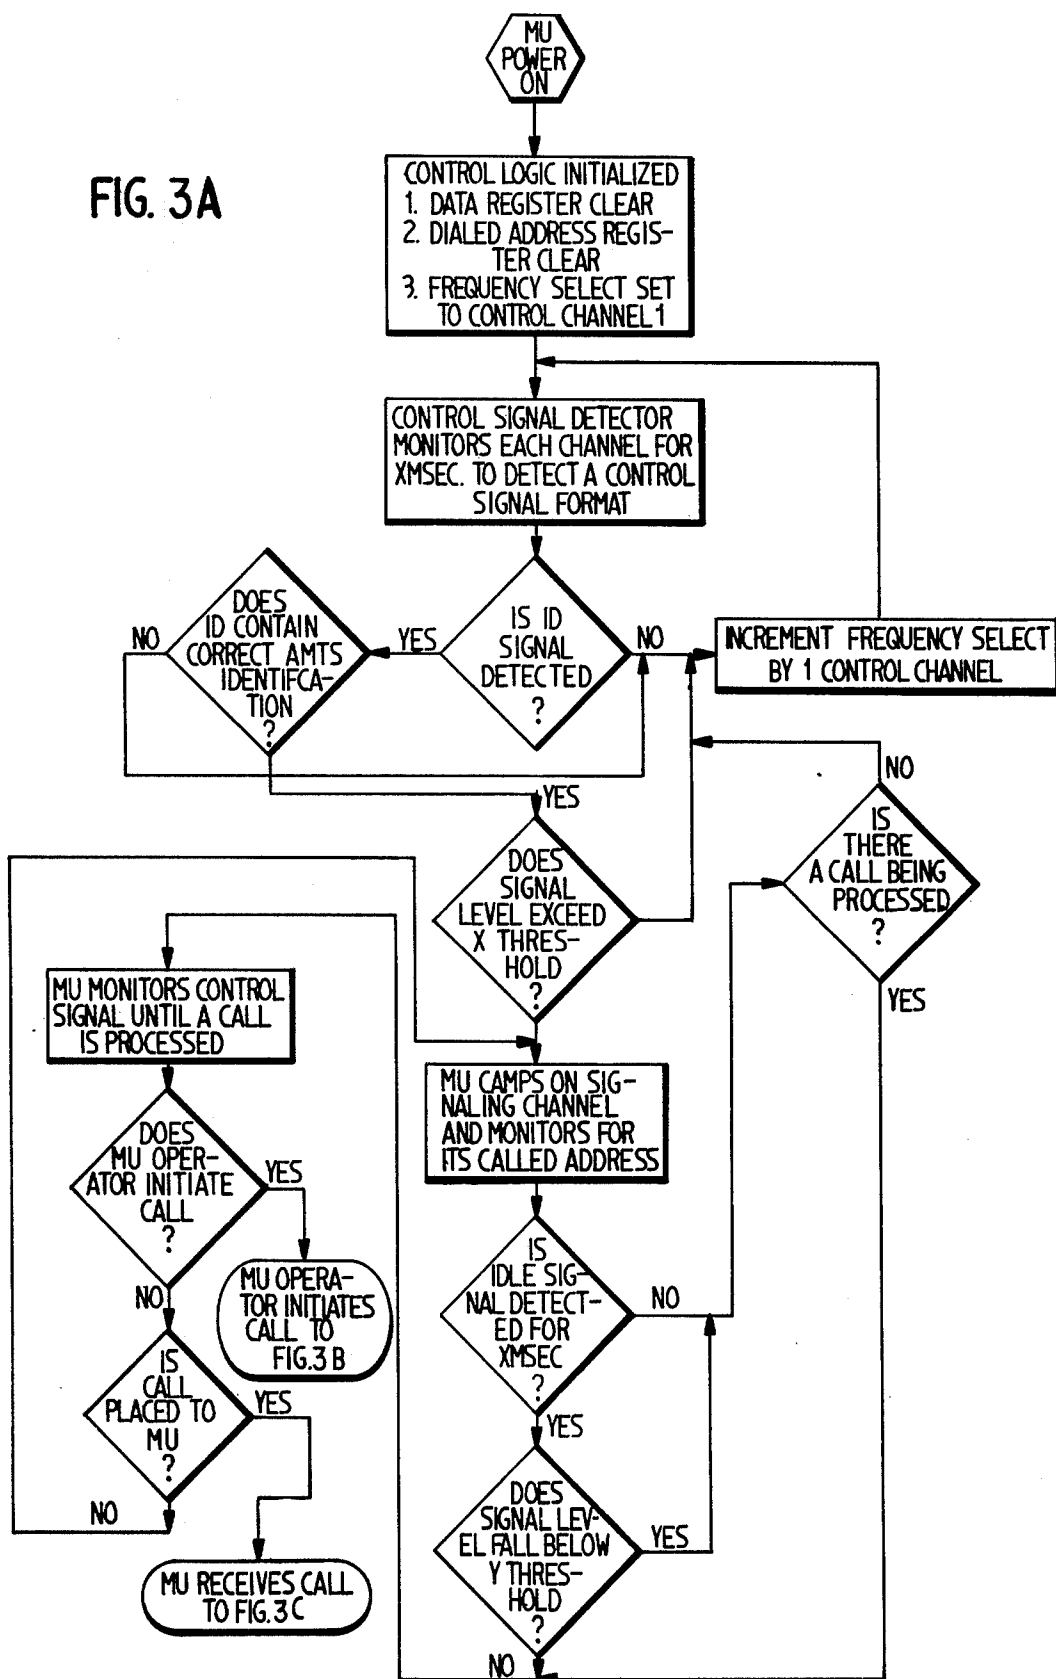 MU
POWER
ON
FIG. 3A
CONTROL LOGIC INITIALIZED
1. DATA REGISTER CLEAR
2. DIALED ADDRESS REGIS-
TER CLEAR
3. FREQUENCY SELECT SET
TO CONTROL CHANNEL 1
CONTROL SIGNAL DETECTOR
MONITORS EACH CHANNEL FOR
XMSEC. TO DETECT A CONTROL
SIGNAL FORMAT
DOES
ID CONTAIN
CORRECT AMTS
IDENTIFCA-
TION
?
NO
YES
IS ID
SIGNAL
DETECTED
?
NO
INCREMENT FREQUENCY SELECT
BY 1 CONTROL CHANNEL
YES
NO
DOES
SIGNAL
LEVEL EXCEED
X THRES-
HOLD
?
IS
THERE
A CALL BEING
PROCESSED
?
YES
MU MONITORS CONTROL
SIGNAL UNTIL A CALL
IS PROCESSED
MU CAMPS ON SIG-
NALING CHANNEL
AND MONITORS FOR
ITS CALLED ADDRESS
DOES
MU OPER-
ATOR INITIATE
CALL
?
YES
NO
MU OPERA-
TOR INITIATES
CALL TO
FIG.3B
IS
IDLE SIG-
NAL DETECT-
ED FOR
XMSEC
?
NO
YES
IS
CALL
PLACED TO
MU
?
YES
NO
MU RECEIVES CALL
TO FIG.3C
DOES
SIGNAL LEV-
EL FALL BELOW
Y THRES-
HOLD
?
YES
NO